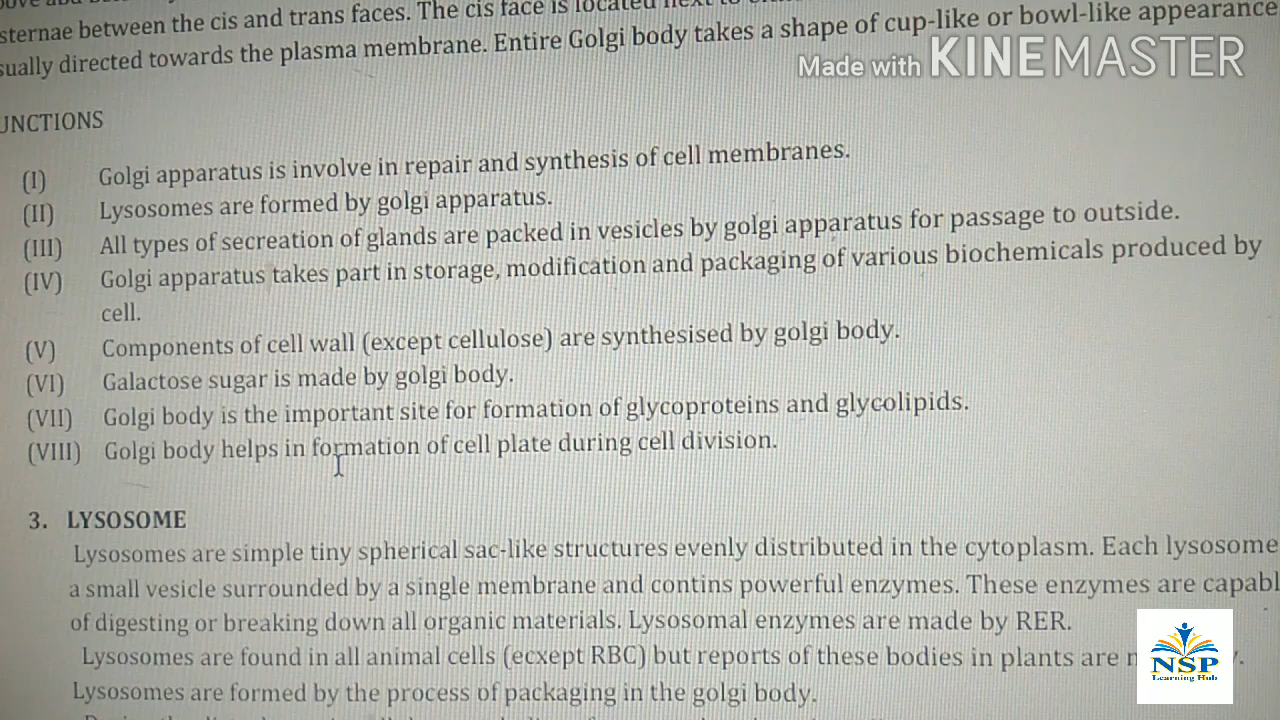 sternae between the cis and trans faces. The cis face is located next to
sually directed towards the plasma membrane. Entire Golgi body takes a shape of cup-like or bowl-like appearance
Made with KINEMASTER
UNCTIONS
(I) Golgi apparatus is involve in repair and synthesis of cell membranes.
(II) Lysosomes are formed by golgi apparatus.
(III) All types of secreation of glands are packed in vesicles by golgi apparatus for passage to outside.
(IV) Golgi apparatus takes part in storage, modification and packaging of various biochemicals produced by
cell.
(V) Components of cell wall (except cellulose) are synthesised by golgi body.
(VI) Galactose sugar is made by golgi body.
(VII) Golgi body is the important site for formation of glycoproteins and glycolipids.
(VIII) Golgi body helps in formation of cell plate during cell division.
3. LYSOSOME
Lysosomes are simple tiny spherical sac-like structures evenly distributed in the cytoplasm. Each lysosome
a small vesicle surrounded by a single membrane and contins powerful enzymes. These enzymes are capabl
of digesting or breaking down all organic materials. Lysosomal enzymes are made by RER.
Lysosomes are found in all animal cells (ecxept RBC) but reports of these bodies in plants are
Lysosomes are formed by the process of packaging in the golgi body.
NSP
Learning Hub